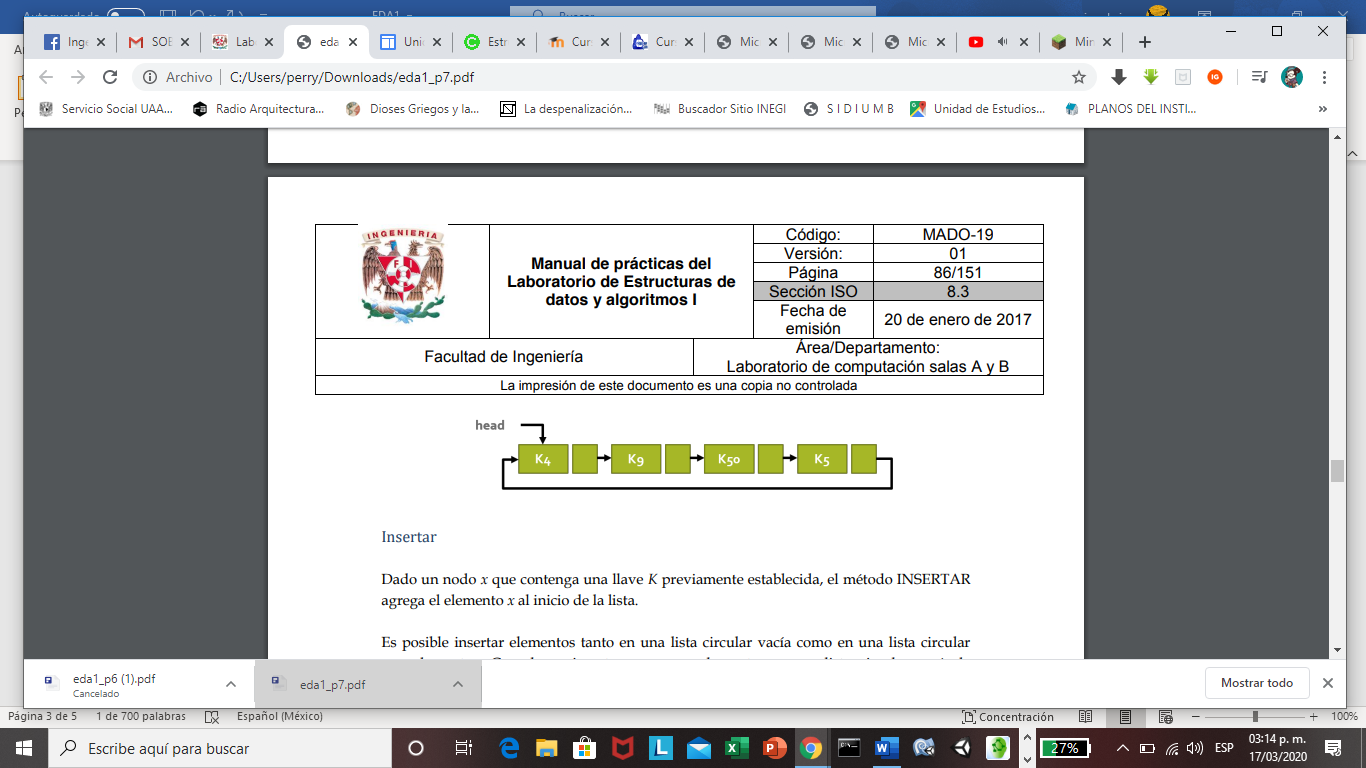 Autoguardado
EDA1
Buscar
Inge
SOE
Lab
eda
Unic
Estr
Cur
Cur
Mic
Mic
Mic
Mir
Archivo | C:/Users/perry/Downloads/eda1_p7.pdf
Servicio Social UAA...
Radio Arquitectura...
Dioses Griegos y la...
La despenalización...
Buscador Sitio INEGI
S I D I U M B
Unidad de Estudios...
PLANOS DEL INSTI...
»
INGENIERIA
Manual de prácticas del
Laboratorio de Estructuras de
datos y algoritmos I
Código: MADO-19
Versión: 01
Página 86/151
Sección ISO 8.3
Fecha de emisión 20 de enero de 2017
Facultad de Ingeniería
Área/Departamento:
Laboratorio de computación salas A y B
La impresión de este documento es una copia no controlada
head
K4 K9 K50 K5
Insertar
Dado un nodo x que contenga una llave K previamente establecida, el método INSERTAR
agrega el elemento x al inicio de la lista.
Es posible insertar elementos tanto en una lista circular vacía como en una lista circular
eda1_p6 (1).pdf
Cancelado
eda1_p7.pdf
Mostrar todo
Página 3 de 5 1 de 700 palabras Español (México) Concentración 100%
Escribe aquí para buscar
27%
ESP
03:14 p. m.
17/03/2020